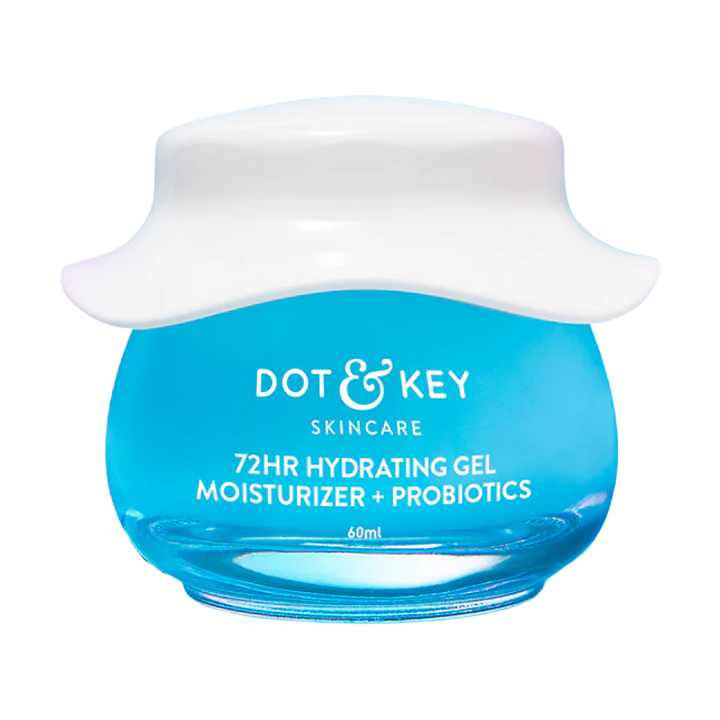 DOT & KEY
SKINCARE
72HR HYDRATING GEL
MOISTURIZER + PROBIOTICS
60ml